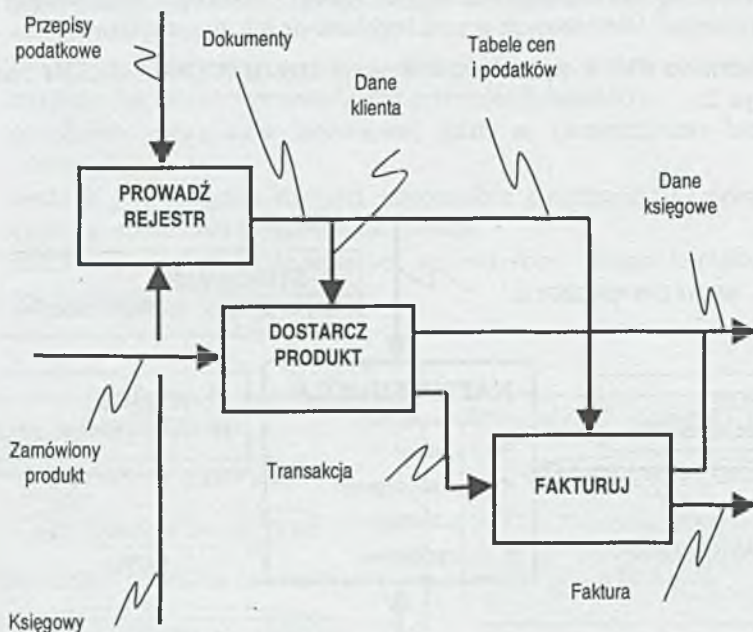 Przepisy
podatkowe
Dokumenty
Tabele cen
i podatków
Dane
klienta
PROWADŹ
REJESTR
Dane
księgowe
DOSTARCZ
PRODUKT
Zamówiony
produkt
Transakcja
FAKTURUJ
Faktura
Księgowy